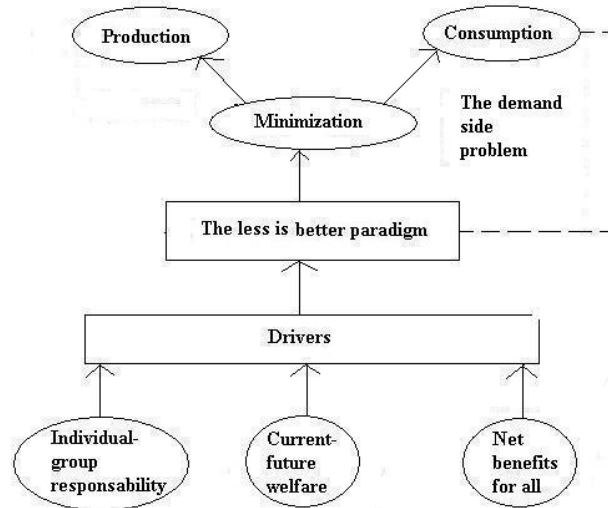 Production
Consumption
Minimization
The demand
side
problem
The less is better paradigm
Drivers
Individual-
group
responsability
Current-
future
welfare
Net
benefits
for all